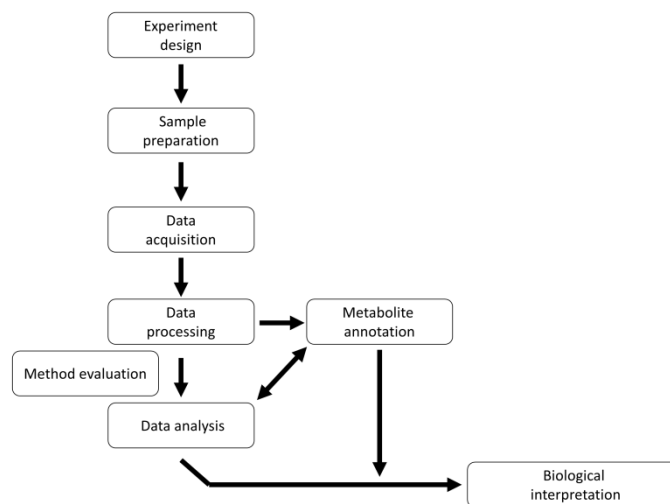 Experiment
design
Sample
preparation
Data
acquisition
Data
processing
Metabolite
annotation
Method evaluation
Data analysis
Biological
interpretation